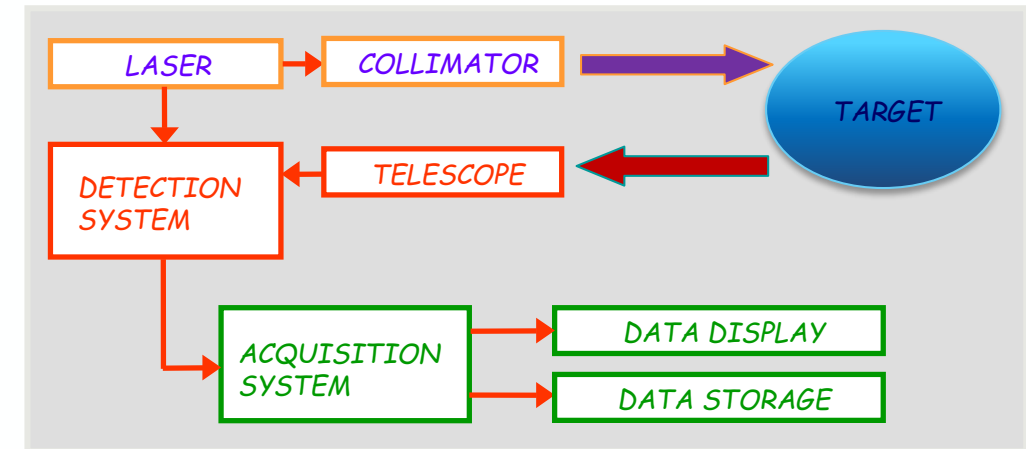 LASER
COLLIMATOR
TARGET
DETECTION
SYSTEM
TELESCOPE
ACQUISITION
SYSTEM
DATA DISPLAY
DATA STORAGE